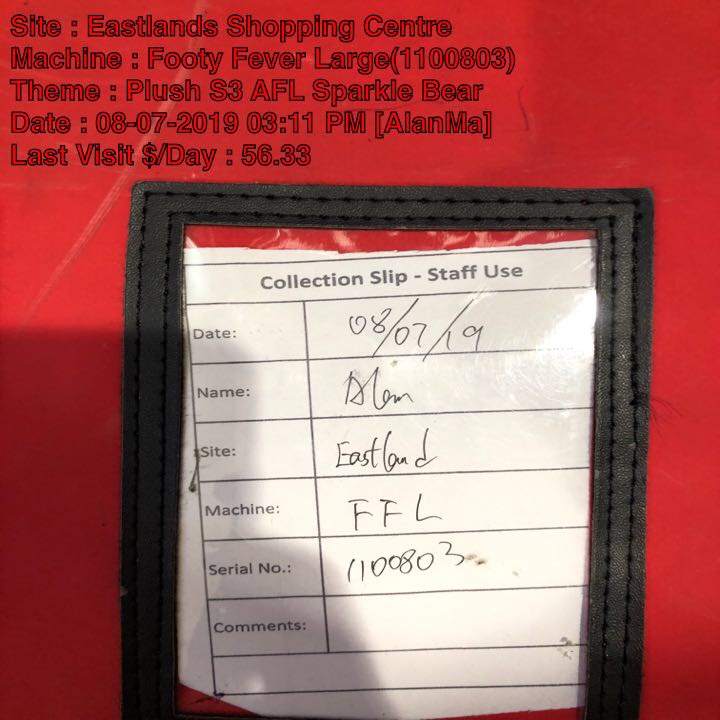 Site : Eastlands Shopping Centre
Machine : Footy Fever Large(1100803)
Theme : Plush S3 AFL Sparkle Bear
Date : 08-07-2019 03:11 PM [AlanMa]
Last Visit $/Day : 56.33
Collection Slip - Staff Use
Date: 08/07/19
Name: Alan
Site: Eastland
Machine: FFL
Serial No.: 1100803
Comments: